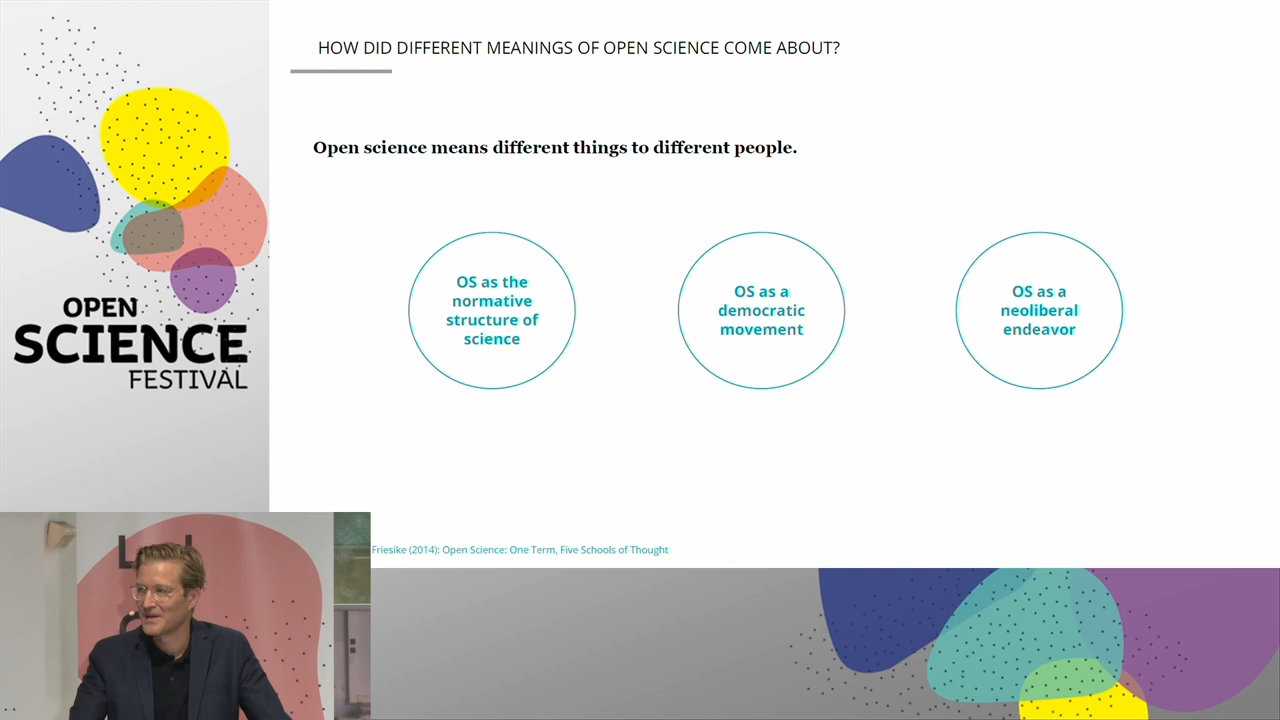 HOW DID DIFFERENT MEANINGS OF OPEN SCIENCE COME ABOUT?
Open science means different things to different people.
OS as the
normative
structure of
science
OS as a
democratic
movement
OS as a
neoliberal
endeavor
OPEN
SCIENCE
FESTIVAL
Friesike (2014): Open Science: One Term, Five Schools of Thought